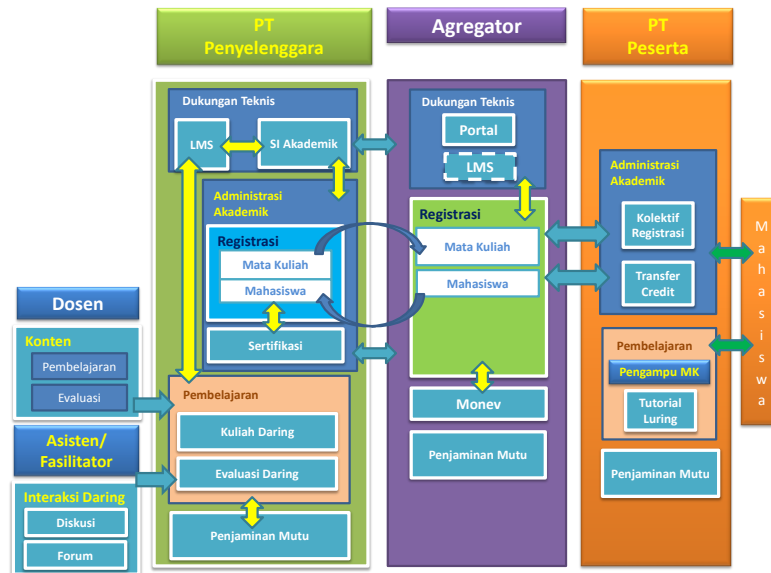 PT
Penyelenggara
Agregator
PT
Peserta
Dukungan Teknis
LMS
SI Akademik
Administrasi
Akademik
Registrasi
Mata Kuliah
Mahasiswa
Sertifikasi
Dosen
Konten
Pembelajaran
Evaluasi
Asisten/
Fasilitator
Interaksi Daring
Diskusi
Forum
Pembelajaran
Kuliah Daring
Evaluasi Daring
Penjaminan Mutu
Dukungan Teknis
Portal
LMS
Registrasi
Mata Kuliah
Mahasiswa
Monev
Penjaminan Mutu
Administrasi
Akademik
Kolektif
Registrasi
Transfer
Credit
Pembelajaran
Pengampu MK
Tutorial
Luring
Penjaminan Mutu
Mahasiswa